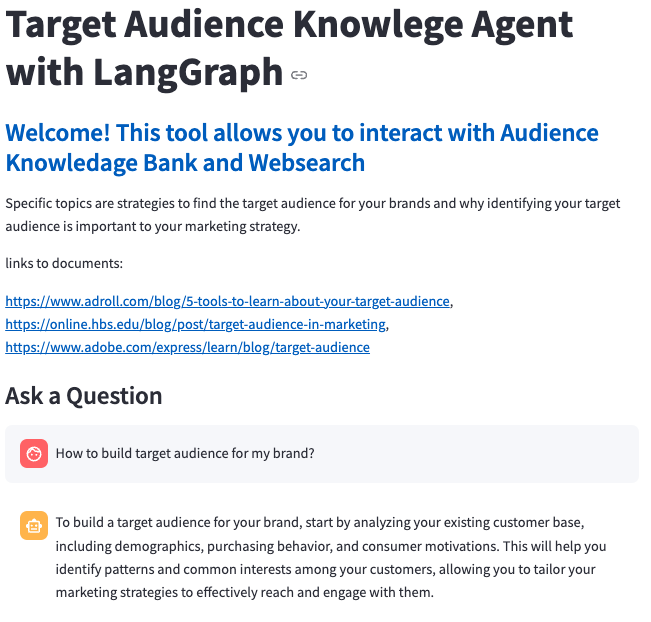 Target Audience Knowlege Agent
with LangGraph
Welcome! This tool allows you to interact with Audience
Knowledage Bank and Websearch
Specific topics are strategies to find the target audience for your brands and why identifying your target
audience is important to your marketing strategy.
links to documents:
https://www.adroll.com/blog/5-tools-to-learn-about-your-target-audience,
https://online.hbs.edu/blog/post/target-audience-in-marketing,
https://www.adobe.com/express/learn/blog/target-audience
Ask a Question
How to build target audience for my brand?
To build a target audience for your brand, start by analyzing your existing customer base,
including demographics, purchasing behavior, and consumer motivations. This will help you
identify patterns and common interests among your customers, allowing you to tailor your
marketing strategies to effectively reach and engage with them.